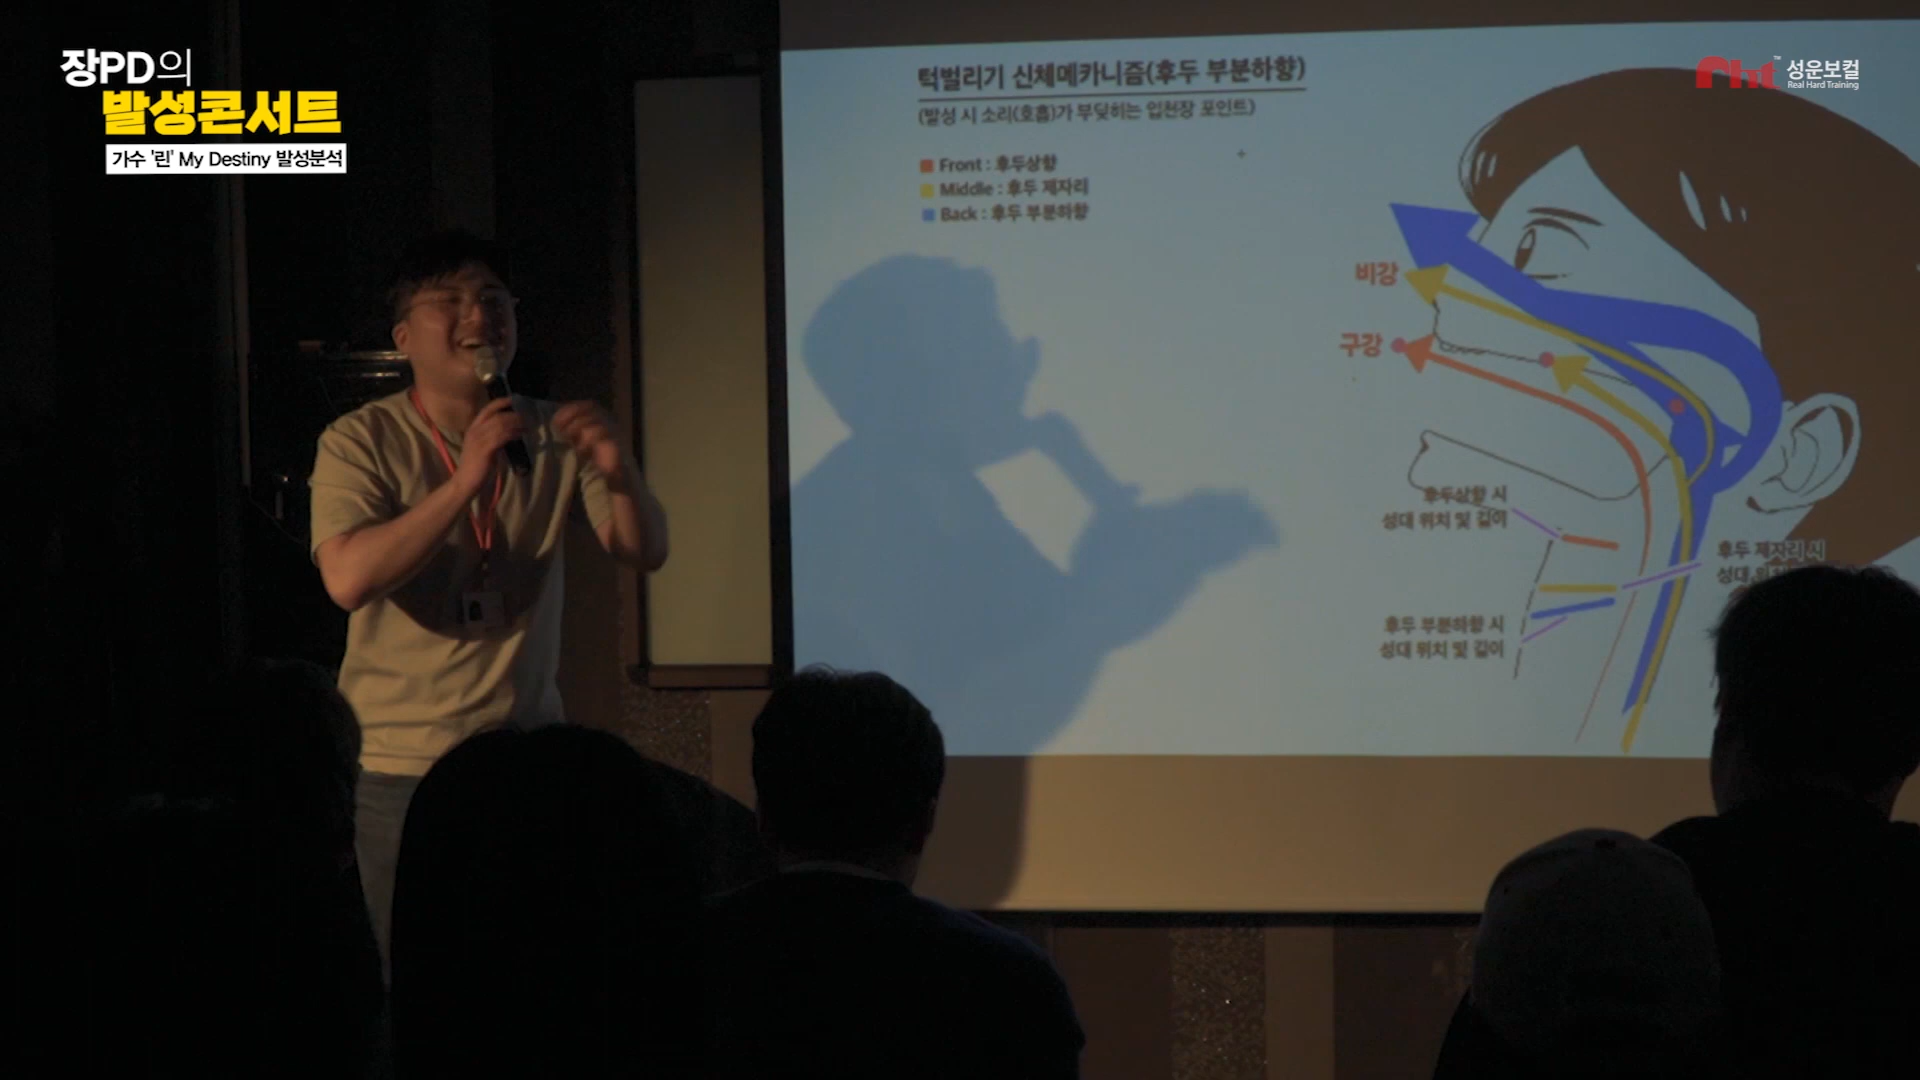 장PD의
발성콘서트
가수 '린' My Destiny 발성분석
rht™ 성운보컬
Real Hard Training
턱벌리기 신체메카니즘(후두 부분하향)
(발성 시 소리(호흡)가 부딪히는 입천장 포인트)
Front : 후두상향
Middle : 후두 제자리
Back : 후두 부분하향
비강
구강
후두상향 시
성대 위치 및 길이
후두 제자리 시
성대
후두 부분하향 시
성대 위치 및 길이